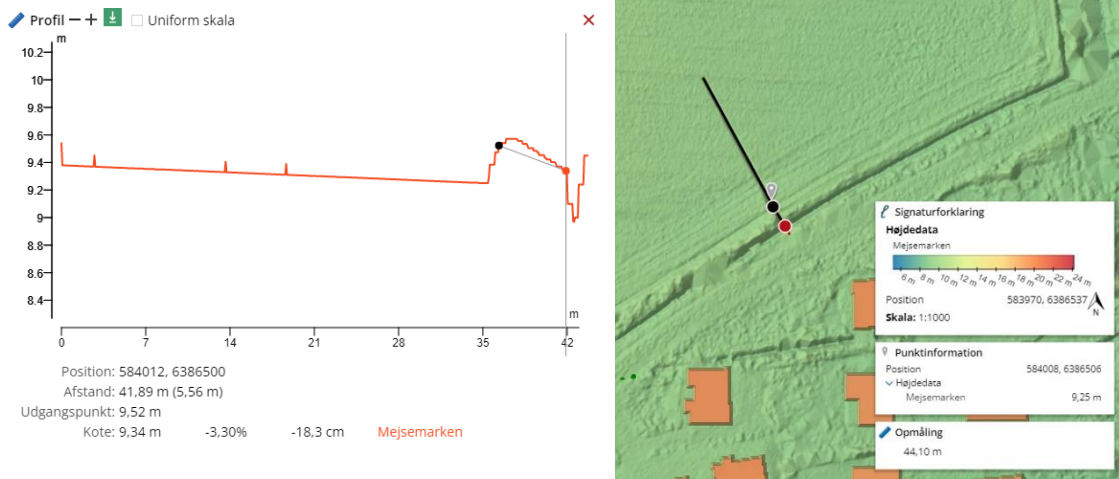 Profil
Uniform skala
m
10.2
10
9.8
9.6
9.4
9.2
9
8.8
8.6
8.4
m
0 7 14 21 28 35 42
Position: 584012, 6386500
Afstand: 41,89 m (5,56 m)
Udgangspunkt: 9,52 m
Kote: 9,34 m -3,30% -18,3 cm Mejsemarken
Signaturforklaring
Højdedata
Mejsemarken
6 m 8 m 10 m 12 m 14 m 16 m 18 m 20 m 22 m 24 m
Position 583970, 6386537
N
Skala: 1:1000
Punktinformation
Position 584008, 6386506
Højdedata
Mejsemarken 9,25 m
Opmåling
44,10 m